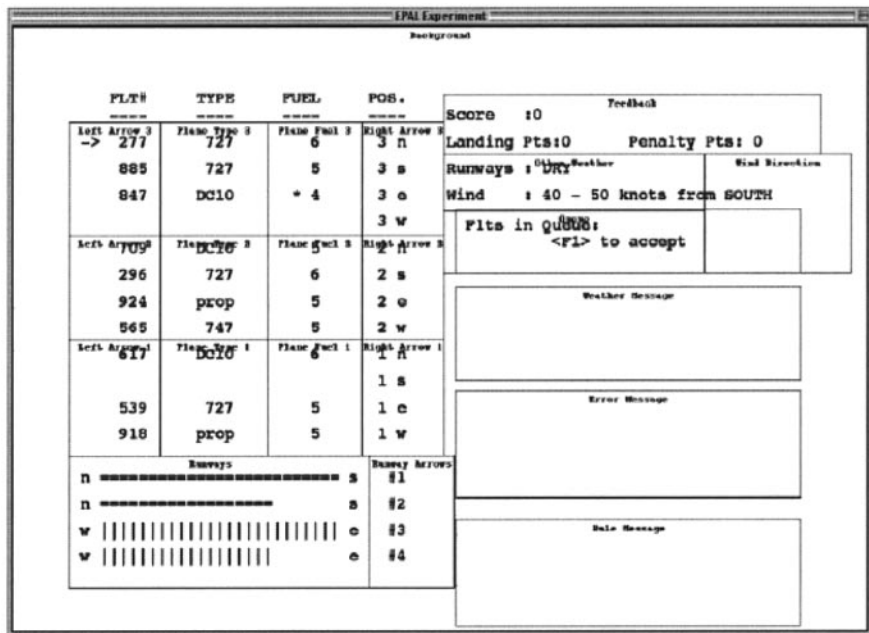 EPAI Experiment
Background
FLT# TYPE FUEL POS.
---- ---- ---- ----
Left Arrow 3 Plane Type 3 Plane Fuel 3 Right Arrow 3
-> 277 727 6 3 n
885 727 5 3 s
847 DC10 * 4 3 e
3 w
Left Arrow 2 Plane Type 2 Plane Fuel 2 Right Arrow 2
709 DC10 5 2 n
296 727 6 2 s
924 prop 5 2 e
565 747 5 2 w
Left Arrow 1 Plane Type 1 Plane Fuel 1 Right Arrow 1
617 DC10 6 1 n
1 s
539 727 5 1 e
918 prop 5 1 w
Runways Runway Arrows
n s #1
n s #2
w e #3
w e #4
Feedback
Score :0
Landing Pts:0 Penalty Pts: 0
Other Weather Wind Direction
Runways : DRY
Wind : 40 - 50 knots from SOUTH
Flts in Queue:
<F1> to accept
Weather Message
Error Message
Rule Message